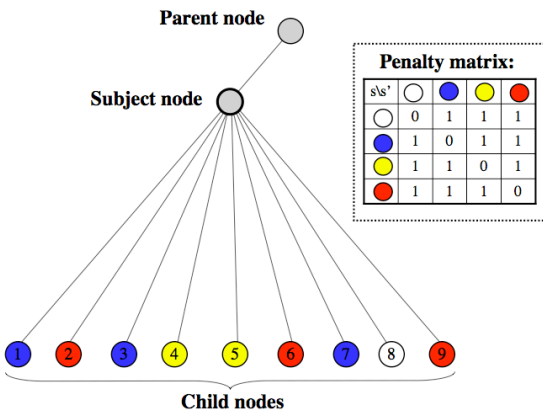 Parent node
Subject node
Penalty matrix:
s\s'
0 1 1 1
1 0 1 1
1 1 0 1
1 1 1 0
1 2 3 4 5 6 7 8 9
Child nodes